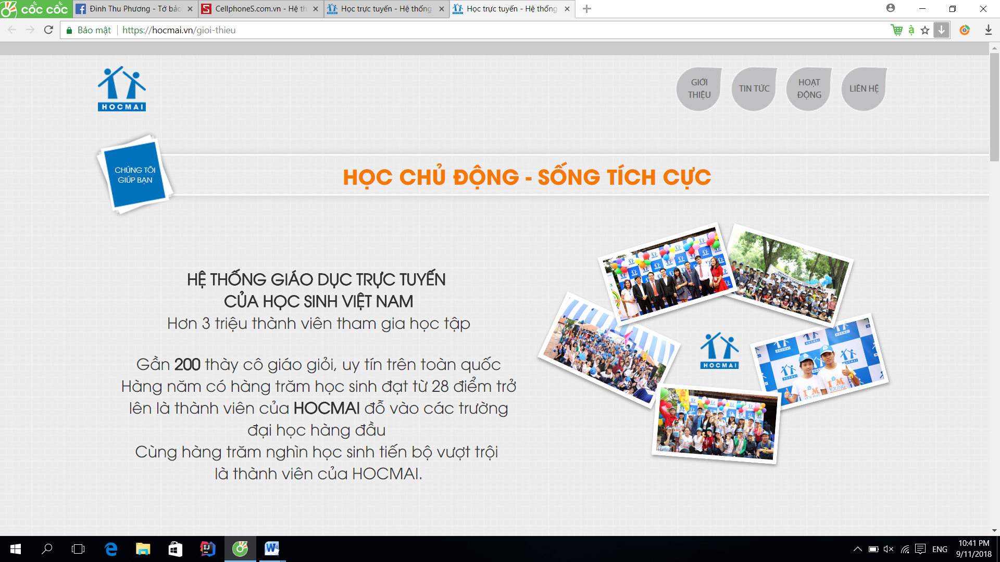 cốc cốc
Đinh Thu Phương - Tớ bảo
CellphoneS.com.vn - Hệ th
Học trực tuyến - Hệ thống
Học trực tuyến - Hệ thống
Bảo mật
https://hocmai.vn/gioi-thieu
HOCMAI
GIỚI
THIỆU
TIN TỨC
HOẠT
ĐỘNG
LIÊN HỆ
CHÚNG TÔI
GIÚP BẠN
HỌC CHỦ ĐỘNG - SỐNG TÍCH CỰC
HỆ THỐNG GIÁO DỤC TRỰC TUYẾN
CỦA HỌC SINH VIỆT NAM
Hơn 3 triệu thành viên tham gia học tập
Gần 200 thày cô giáo giỏi, uy tín trên toàn quốc
Hàng năm có hàng trăm học sinh đạt từ 28 điểm trở
lên là thành viên của HOCMAI đỗ vào các trường
đại học hàng đầu
Cùng hàng trăm nghìn học sinh tiến bộ vượt trội
là thành viên của HOCMAI.
HOCMAI
I M
YOUNG
ENG
10:41 PM
9/11/2018